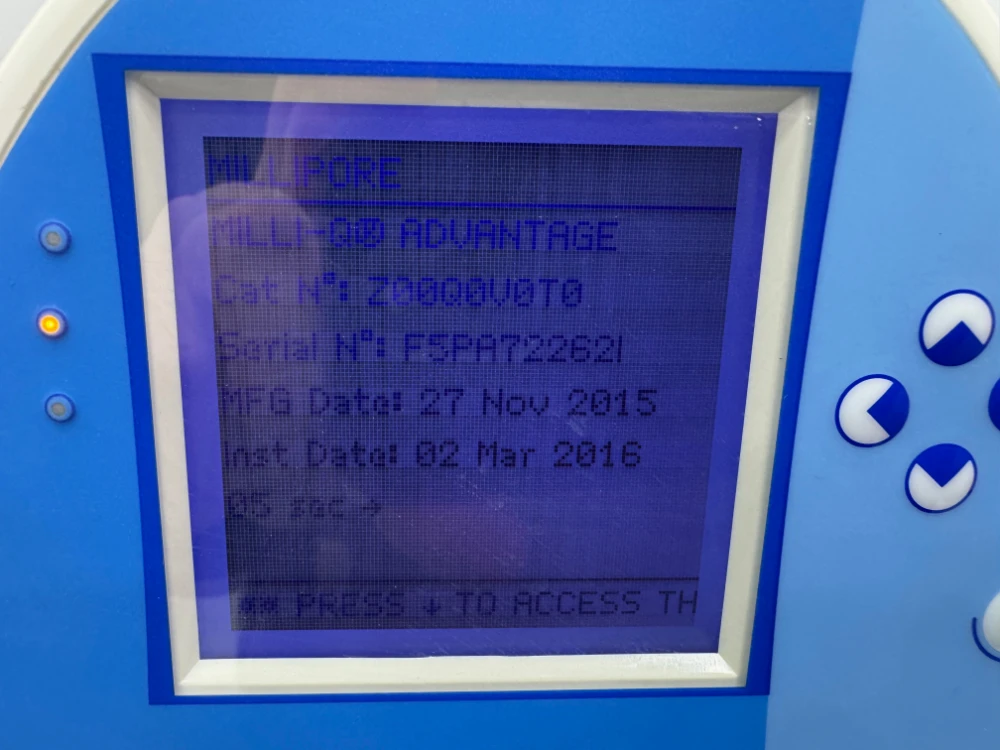 MILLIPORE
MILLI-Q® ADVANTAGE
Cat N°: Z00Q0V0T0
Serial N°: F5PA72262I
MFG Date: 27 Nov 2015
Inst Date: 02 Mar 2016
05 sec →
## PRESS ↓ TO ACCESS TH